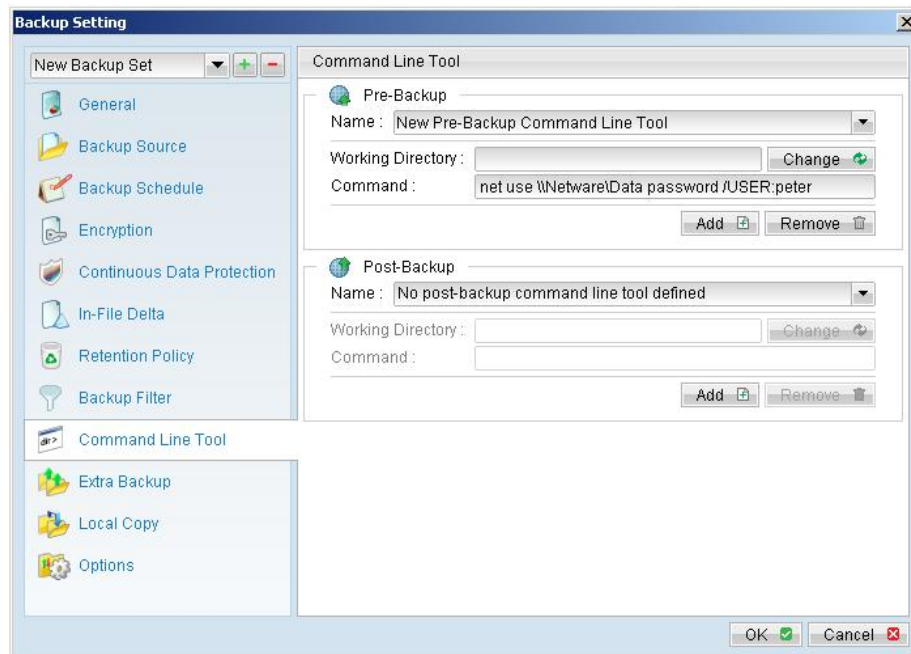 Backup Setting
New Backup Set
General
Backup Source
Backup Schedule
Encryption
Continuous Data Protection
In-File Delta
Retention Policy
Backup Filter
dir>
Command Line Tool
Extra Backup
Local Copy
Options
Command Line Tool
Pre-Backup
Name : New Pre-Backup Command Line Tool
Working Directory : Change
Command : net use \\Netware\Data password /USER:peter
Add Remove
Post-Backup
Name : No post-backup command line tool defined
Working Directory : Change
Command :
Add Remove
OK Cancel